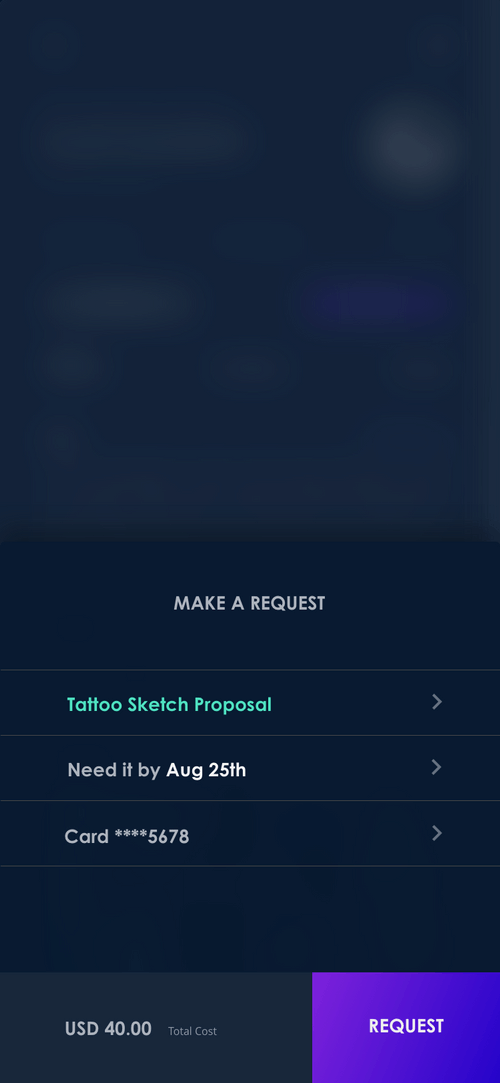 MAKE A REQUEST
Tattoo Sketch Proposal
Need it by Aug 25th
Card ****5678
USD 40.00 Total Cost
REQUEST